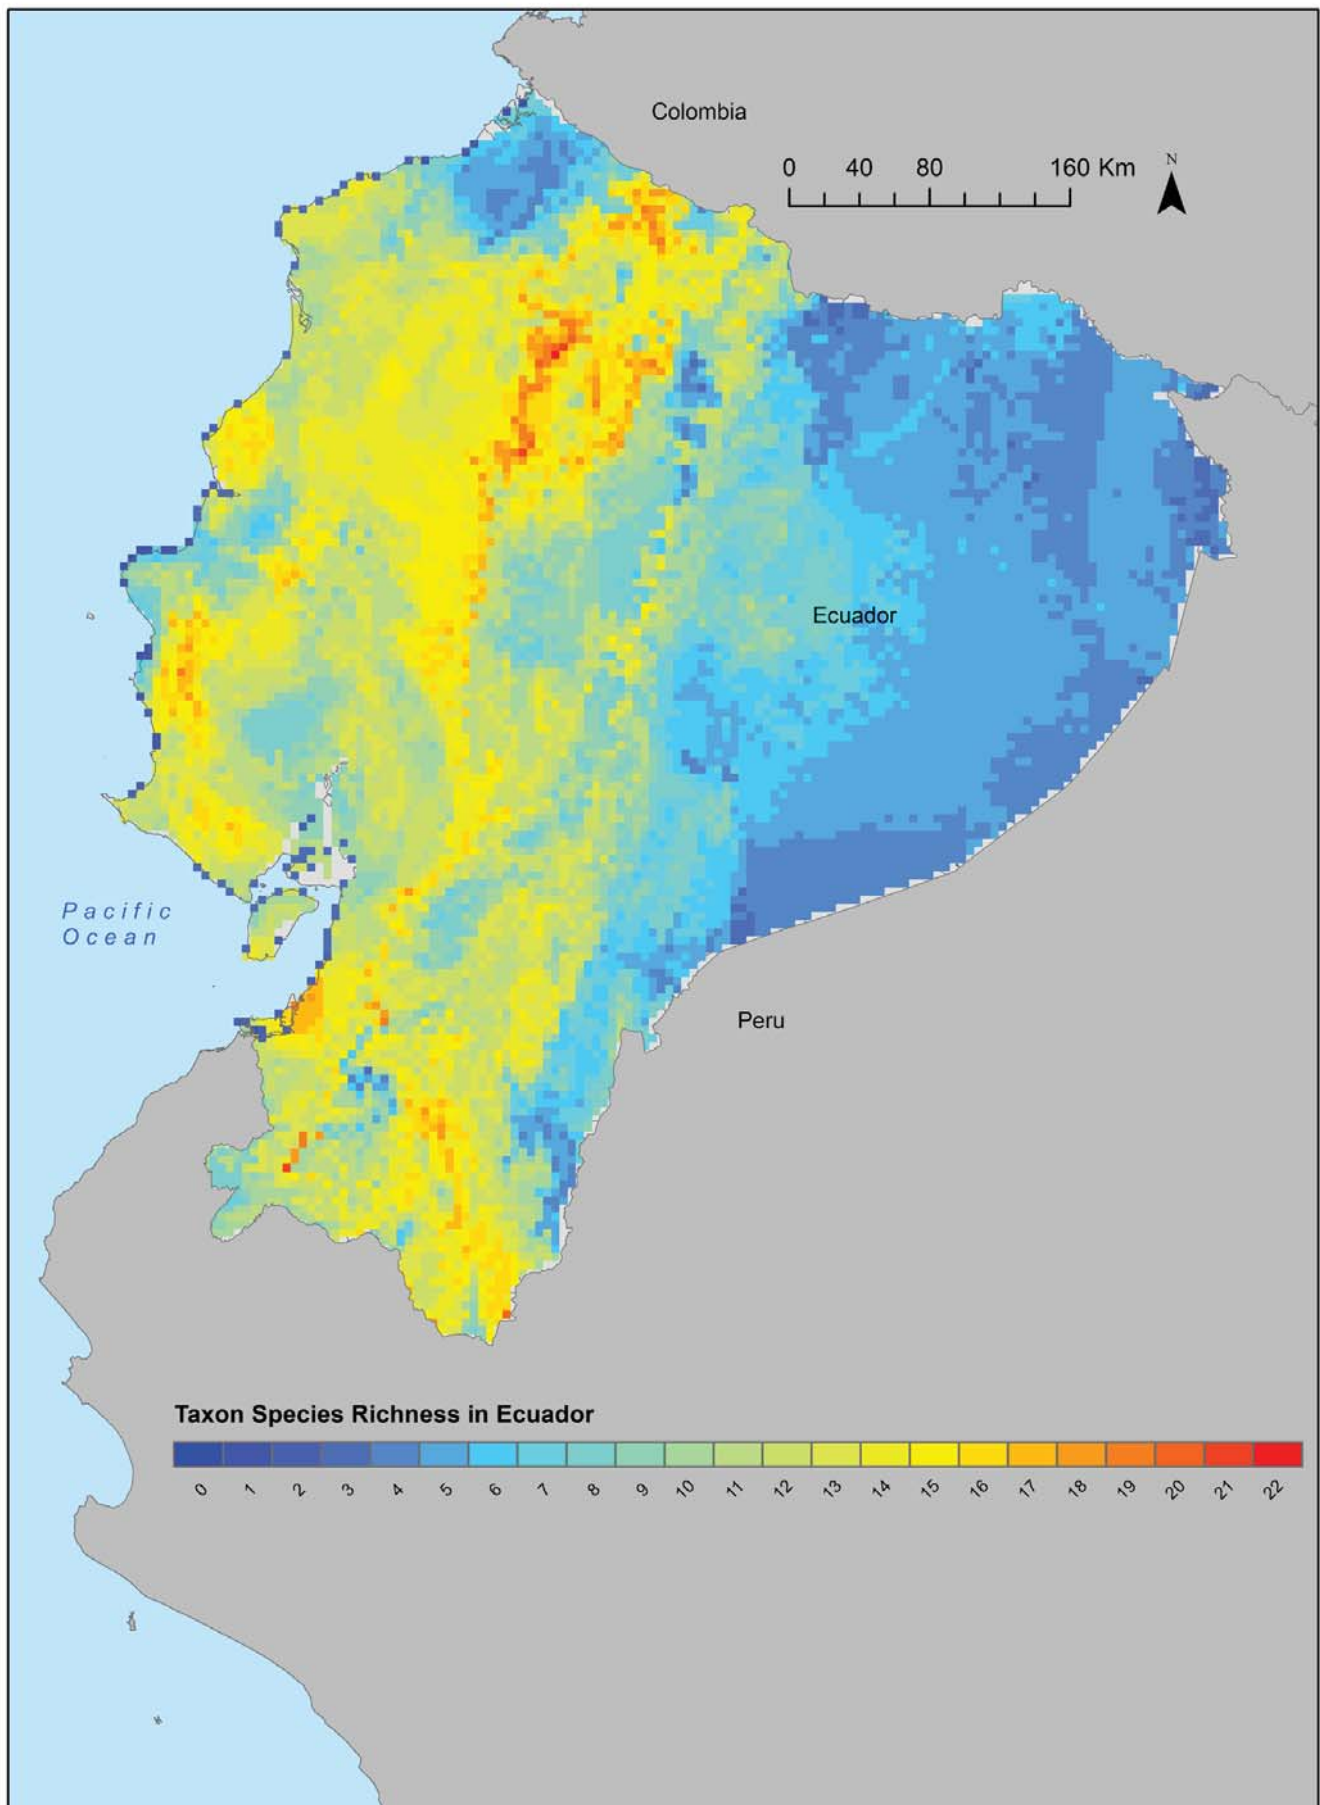 Colombia
0 40 80 160 Km
N
Ecuador
Pacific
Ocean
Peru
Taxon Species Richness in Ecuador
0 1 2 3 4 5 6 7 8 9 10 11 12 13 14 15 16 17 18 19 20 21 22